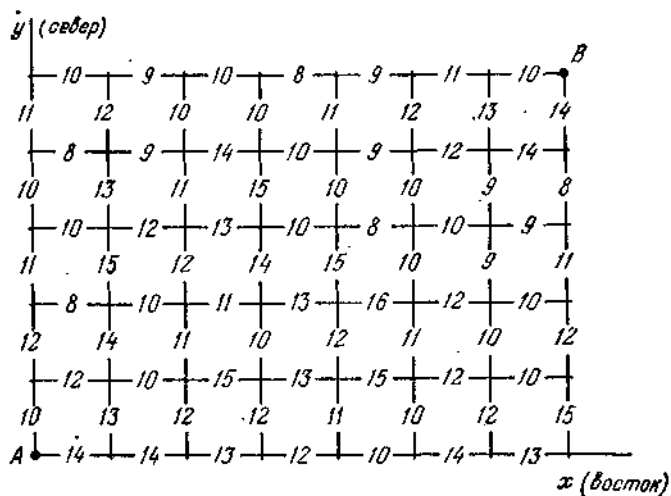 y (север)
B
10 9 10 8 9 11 10
11 12 10 10 11 12 13 14
8 9 14 10 9 12 14
10 13 11 15 10 10 9 8
10 12 13 10 8 10 9
11 15 12 14 15 10 9 11
8 10 11 13 16 12 10
12 14 11 10 12 11 10 12
12 10 15 13 15 12 10
10 13 12 12 11 10 12 15
A 14 14 13 12 10 14 13
x (восток)